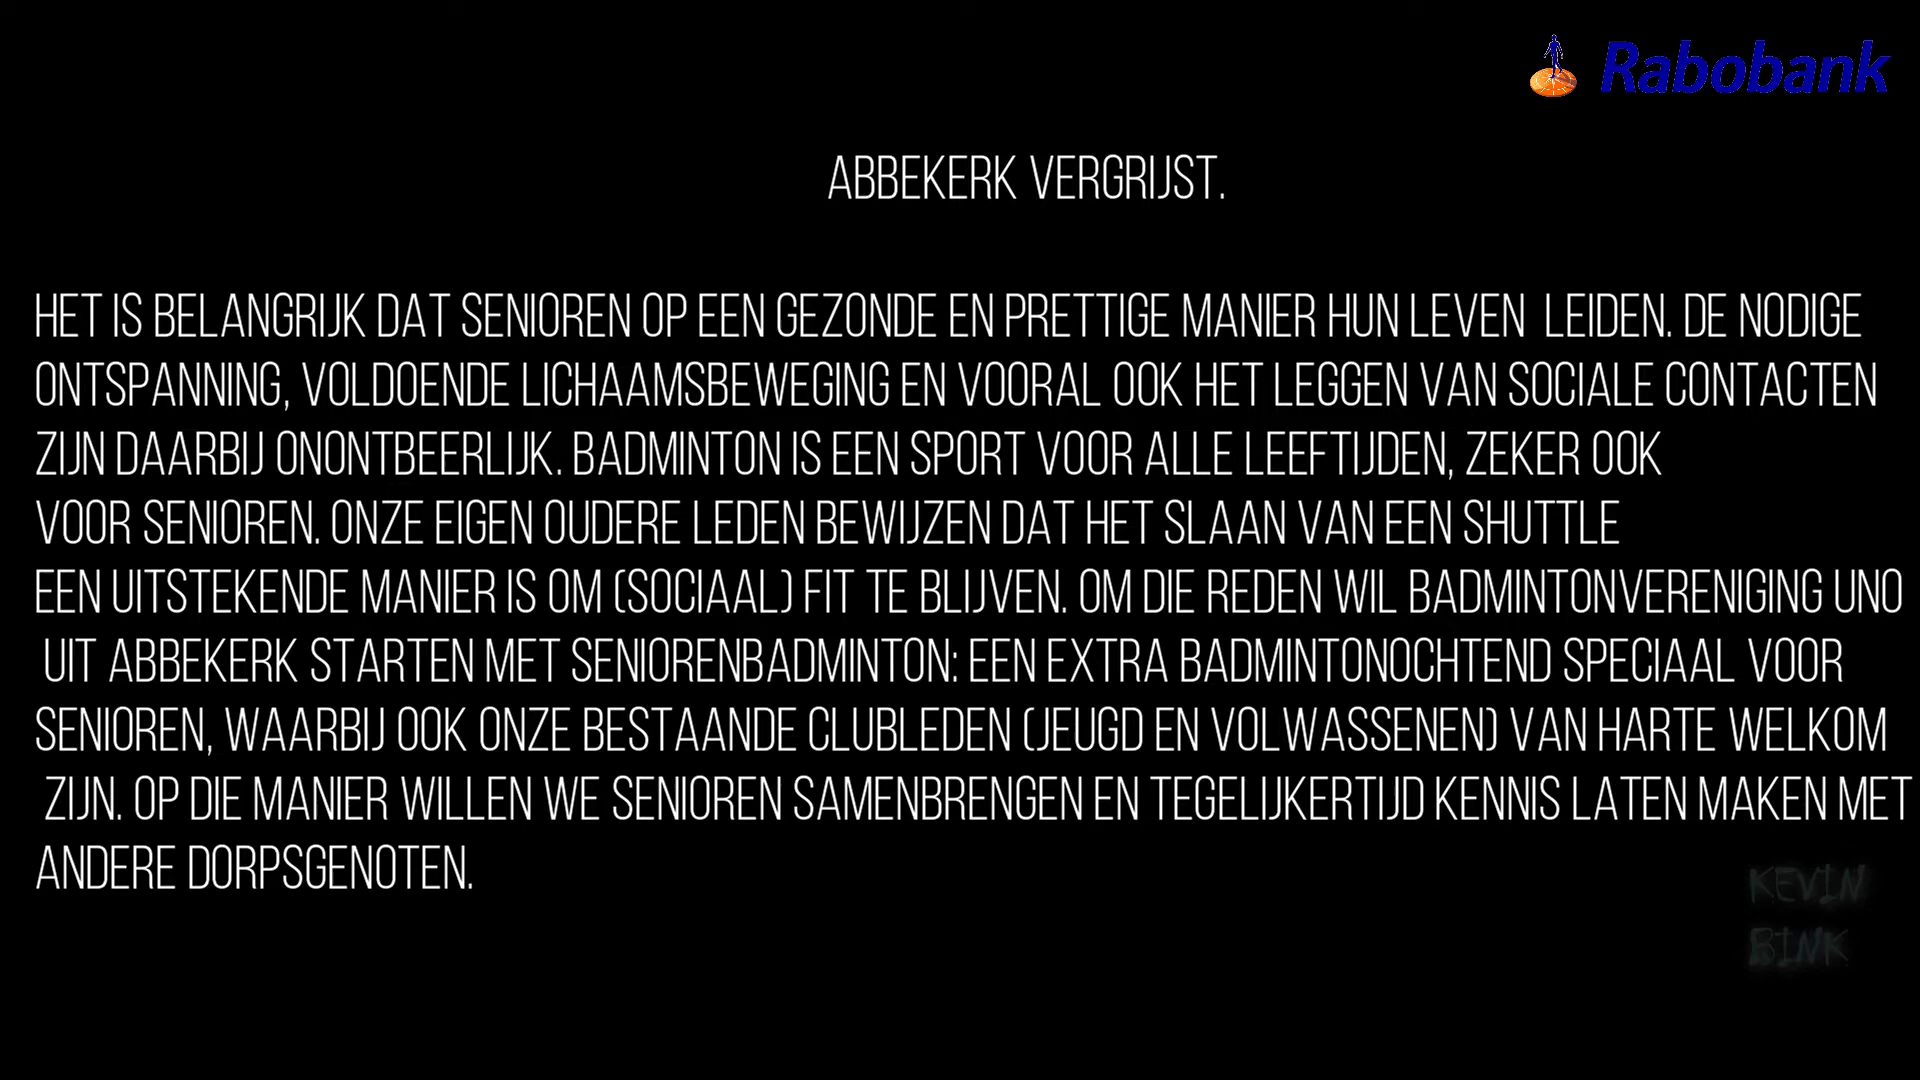 Rabobank
ABBEKERK VERGRIJST.
HET IS BELANGRIJK DAT SENIOREN OP EEN GEZONDE EN PRETTIGE MANIER HUN LEVEN LEIDEN. DE NODIGE
ONTSPANNING, VOLDOENDE LICHAAMSBEWEGING EN VOORAL OOK HET LEGGEN VAN SOCIALE CONTACTEN
ZIJN DAARBIJ ONONTBEERLIJK. BADMINTON IS EEN SPORT VOOR ALLE LEEFTIJDEN, ZEKER OOK
VOOR SENIOREN. ONZE EIGEN OUDERE LEDEN BEWIJZEN DAT HET SLAAN VAN EEN SHUTTLE
EEN UITSTEKENDE MANIER IS OM (SOCIAAL) FIT TE BLIJVEN. OM DIE REDEN WIL BADMINTONVERENIGING UNO
UIT ABBEKERK STARTEN MET SENIORENBADMINTON: EEN EXTRA BADMINTONOCHTEND SPECIAAL VOOR
SENIOREN, WAARBIJ OOK ONZE BESTAANDE CLUBLEDEN (JEUGD EN VOLWASSENEN) VAN HARTE WELKOM
ZIJN. OP DIE MANIER WILLEN WE SENIOREN SAMENBRENGEN EN TEGELIJKERTIJD KENNIS LATEN MAKEN MET
ANDERE DORPSGENOTEN.
KEVIN
BINK